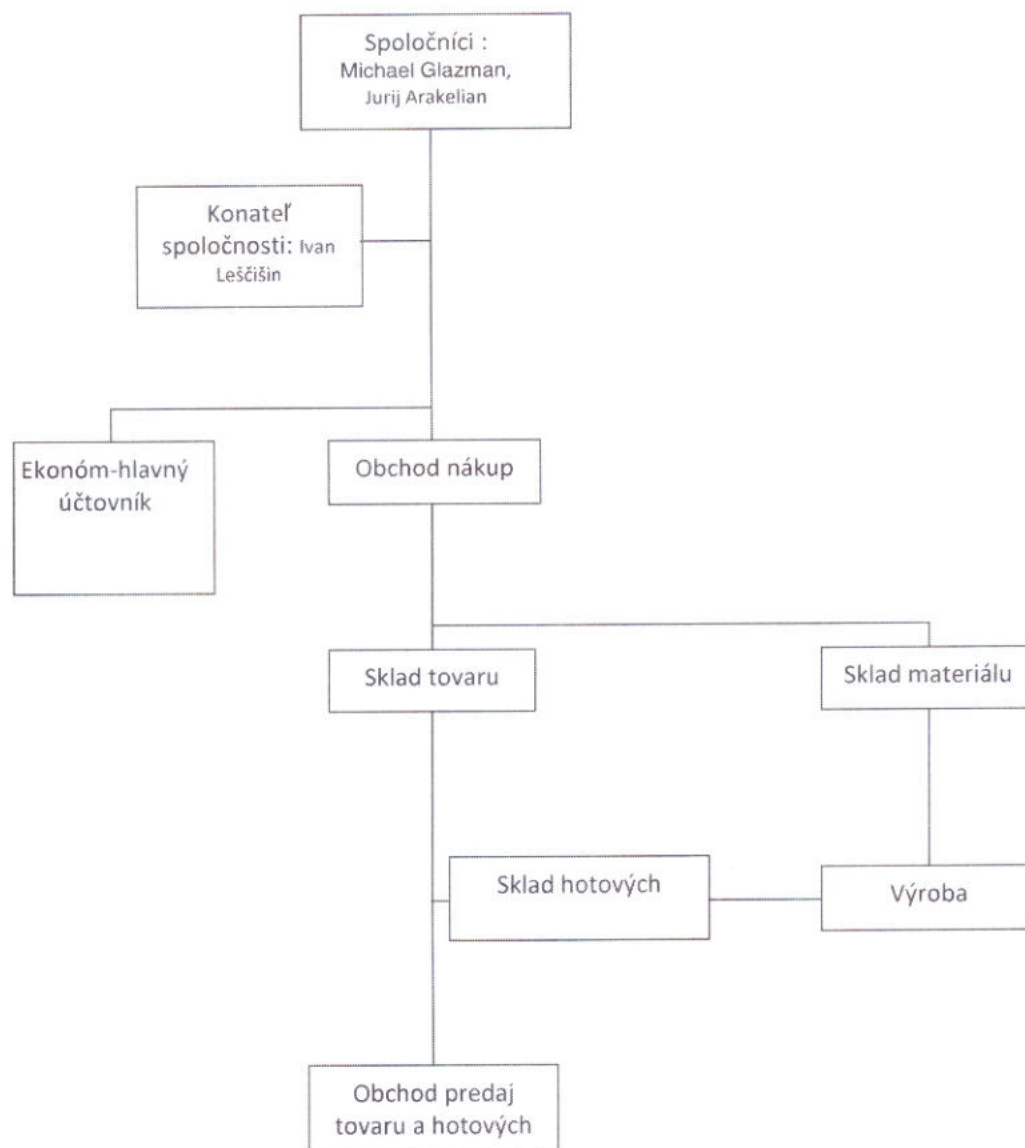 Spoločníci :
Michael Glazman,
Jurij Arakelian
Konateľ
spoločnosti: Ivan
Leščišin
Ekonóm-hlavný
účtovník
Obchod nákup
Sklad tovaru
Sklad materiálu
Sklad hotových
Výroba
Obchod predaj
tovaru a hotových